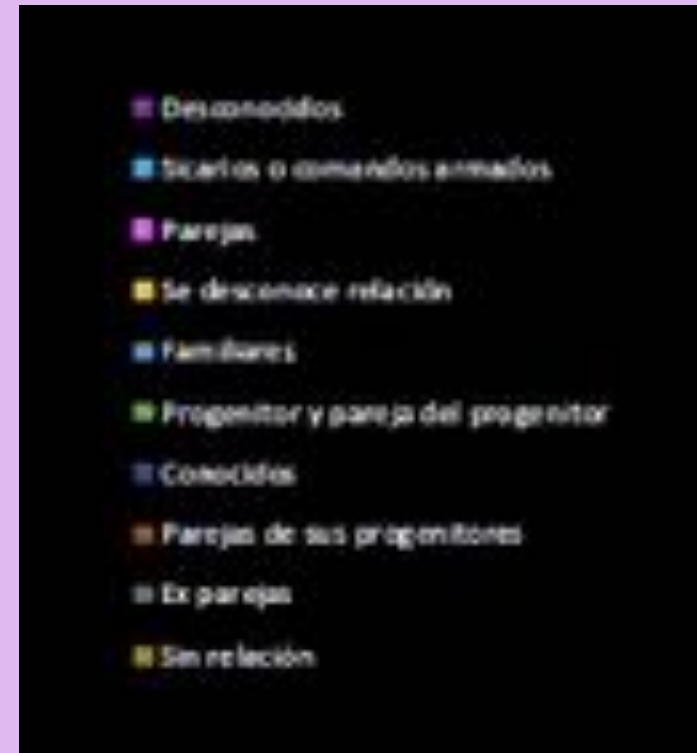 Desconocidos
Sicarios o comandos armados
Parejas
Se desconoce relación
Familiares
Progenitor y pareja del progenitor
Conocidos
Parejas de sus progenitores
Ex parejas
Sin relación